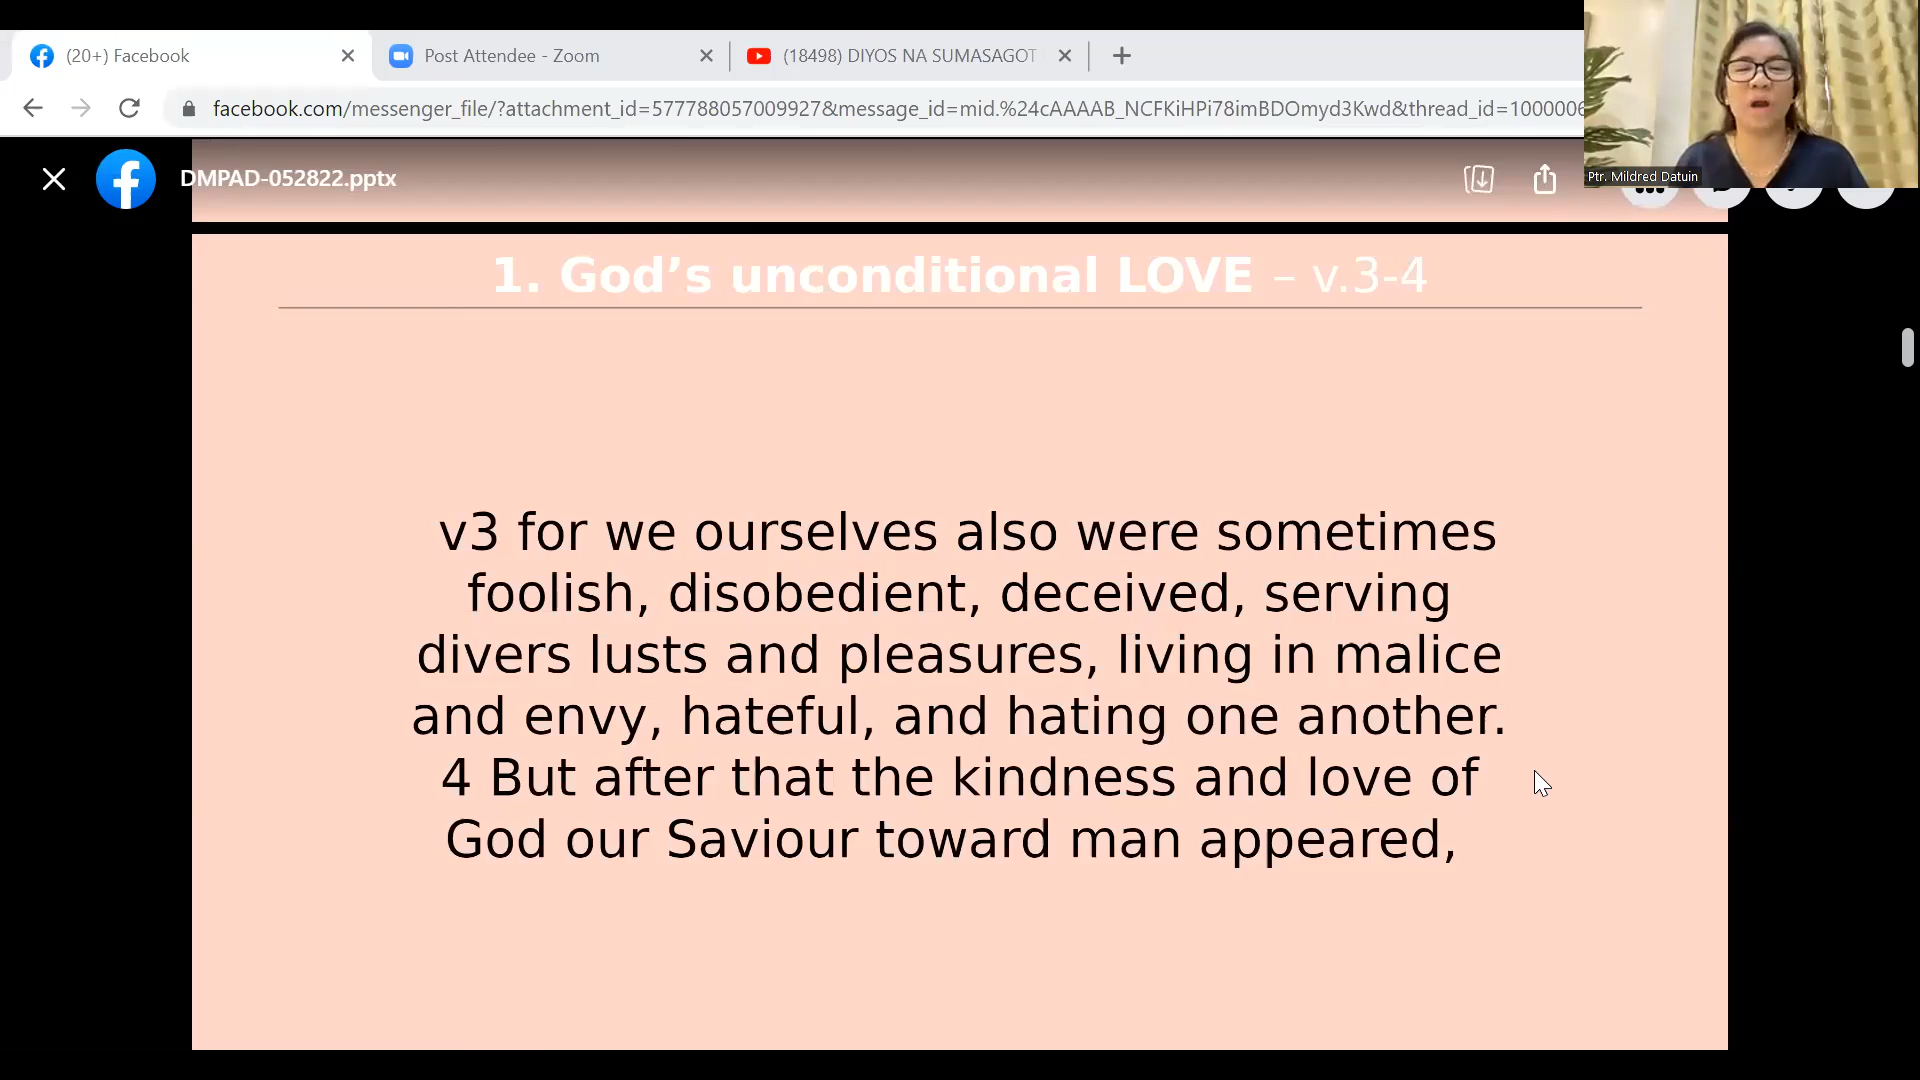 (20+) Facebook
Post Attendee - Zoom
(18498) DIYOS NA SUMASAGOT
facebook.com/messenger_file/?attachment_id=577788057009927&message_id=mid.%24cAAAAB_NCFKiHPi78imBDOmyd3Kwd&thread_id=1000006
Ptr. Mildred Datuin
DMPAD-052822.pptx
1. God’s unconditional LOVE – v.3-4
v3 for we ourselves also were sometimes
foolish, disobedient, deceived, serving
divers lusts and pleasures, living in malice
and envy, hateful, and hating one another.
4 But after that the kindness and love of
God our Saviour toward man appeared,